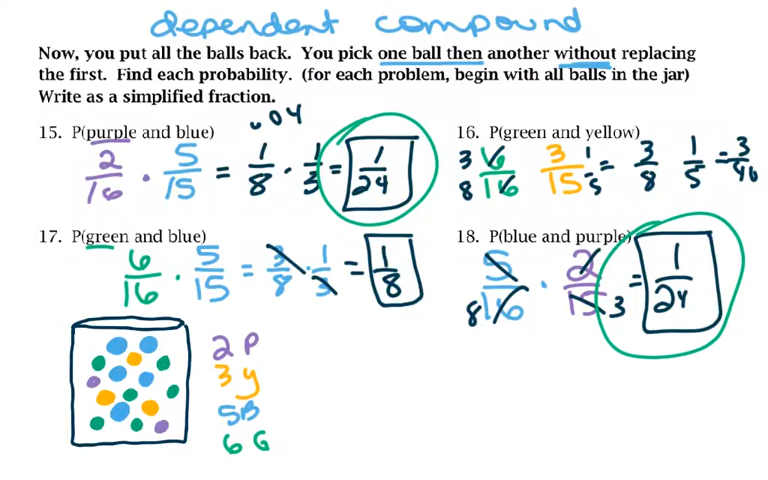 dependent compound
Now, you put all the balls back. You pick one ball then another without replacing
the first. Find each probability. (for each problem, begin with all balls in the jar)
Write as a simplified fraction.
15. P(purple and blue)
.04
2/16 · 5/15 = 1/8 · 1/3 = 1/24
16. P(green and yellow)
3/8 6/16 3/15 1/5 = 3/8 1/5 = 3/40
17. P(green and blue)
6/16 · 5/15 = 3/8 · 1/3 = 1/8
18. P(blue and purple)
5/16 8 · 2/15 3 = 1/24
2 P
3 y
5B
6 G